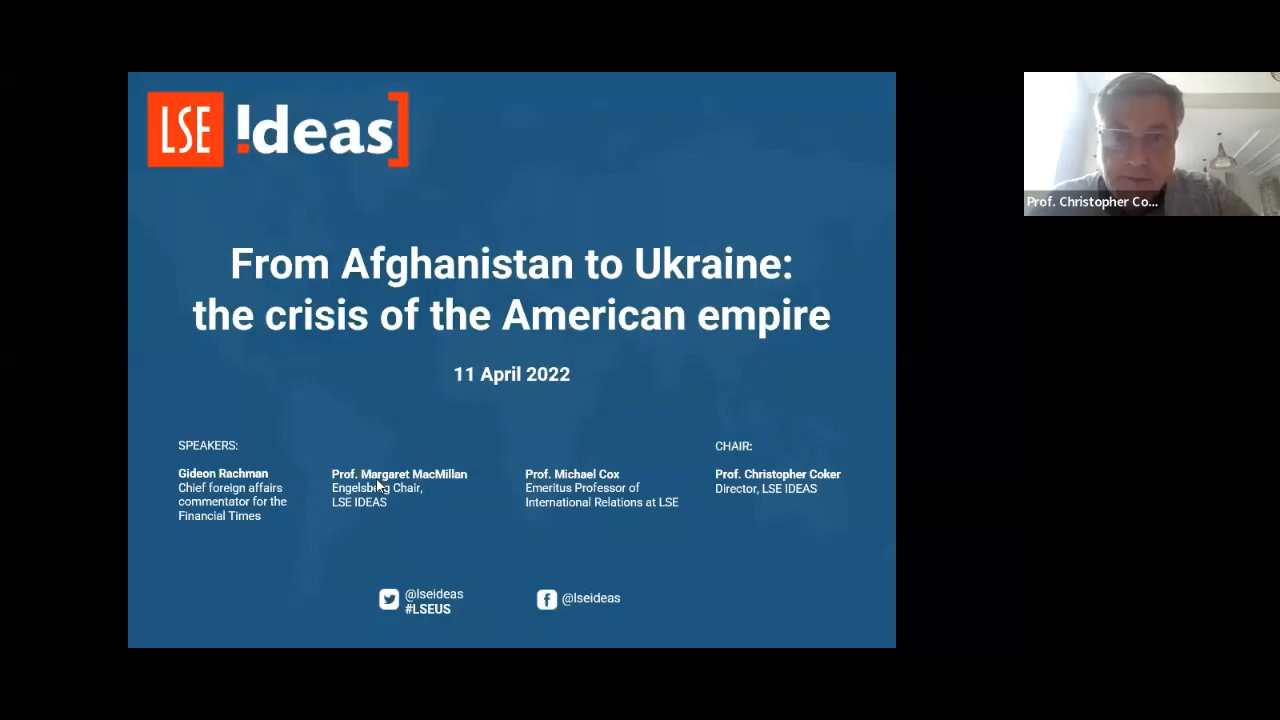 LSE !deas]
From Afghanistan to Ukraine:
the crisis of the American empire
11 April 2022
SPEAKERS:
Gideon Rachman
Chief foreign affairs
commentator for the
Financial Times
Prof. Margaret MacMillan
Engelsberg Chair,
LSE IDEAS
Prof. Michael Cox
Emeritus Professor of
International Relations at LSE
CHAIR:
Prof. Christopher Coker
Director, LSE IDEAS
@lseideas
#LSEUS
@lseideas
Prof. Christopher Co...